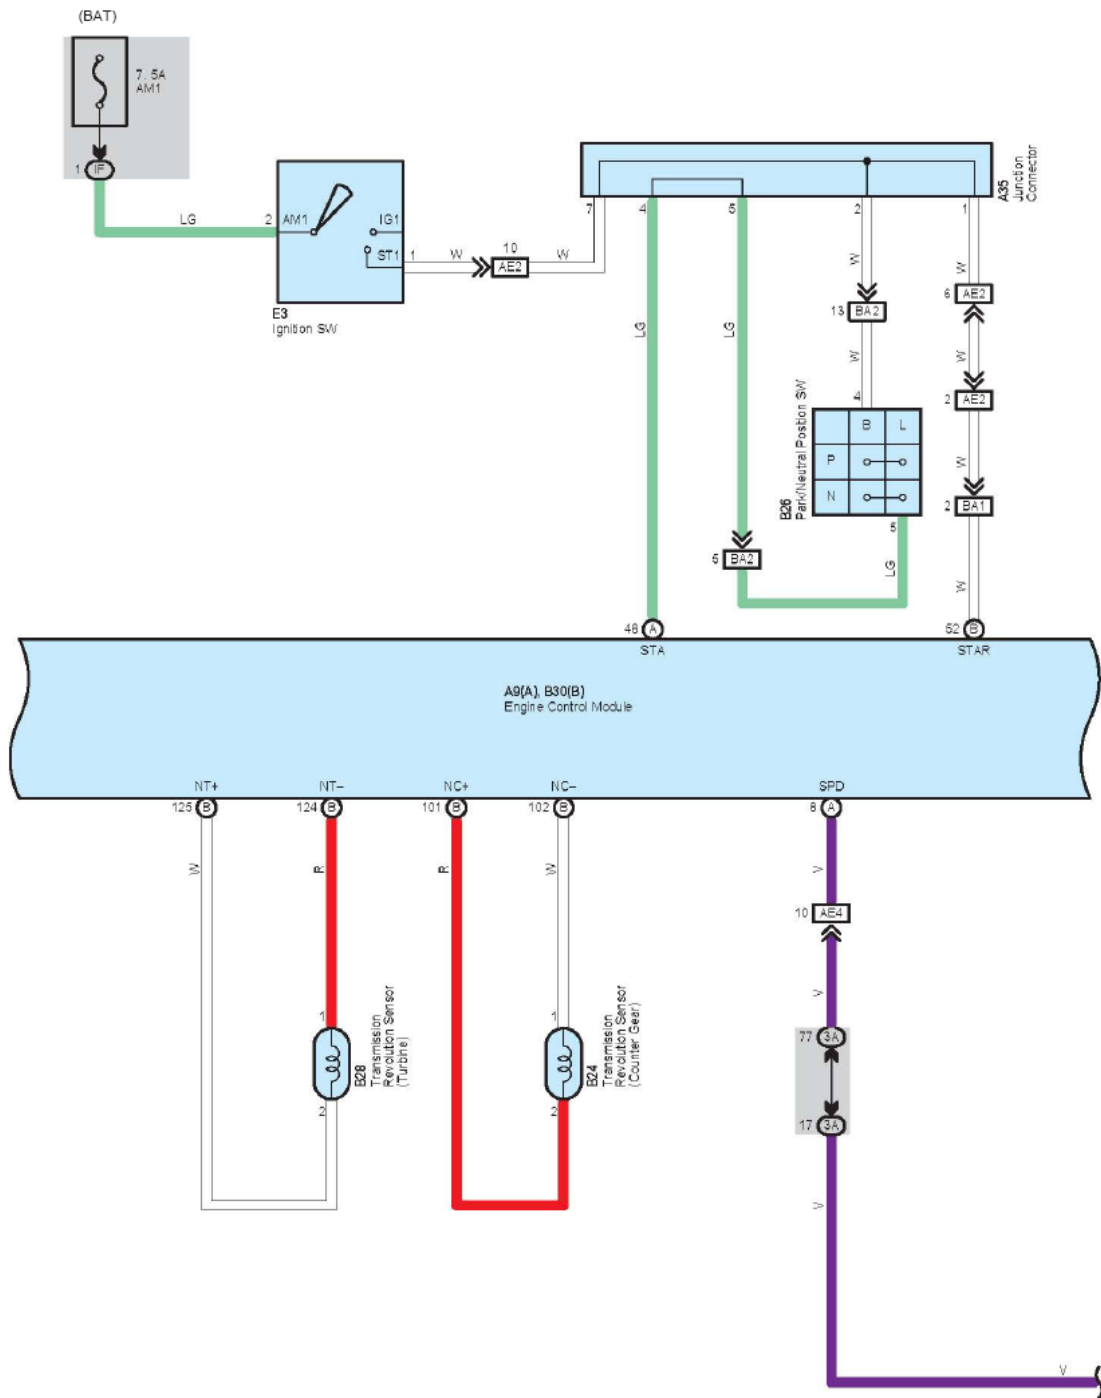 (BAT)
7. 5A
AM1
1 IF
LG
2 AM1
IG1
ST1
1
W
10
AE2
W
E3
Ignition SW
7
4
5
2
1
A35
Junction
Connector
LG
LG
W
13 BA2
W
4
B L
P
N
B26
Park/Neutral Position SW
5
LG
5 BA2
W
6 AE2
W
2 AE2
W
2 BA1
W
48 A
STA
52 B
STAR
A9(A), B30(B)
Engine Control Module
NT+
NT–
NC+
NC–
SPD
125 B
124 B
101 B
102 B
8 A
W
R
R
W
V
10 AE4
V
1
2
B28
Transmission
Revolution Sensor
(Turbine)
1
2
B24
Transmission
Revolution Sensor
(Counter Gear)
77 3A
17 3A
V
V